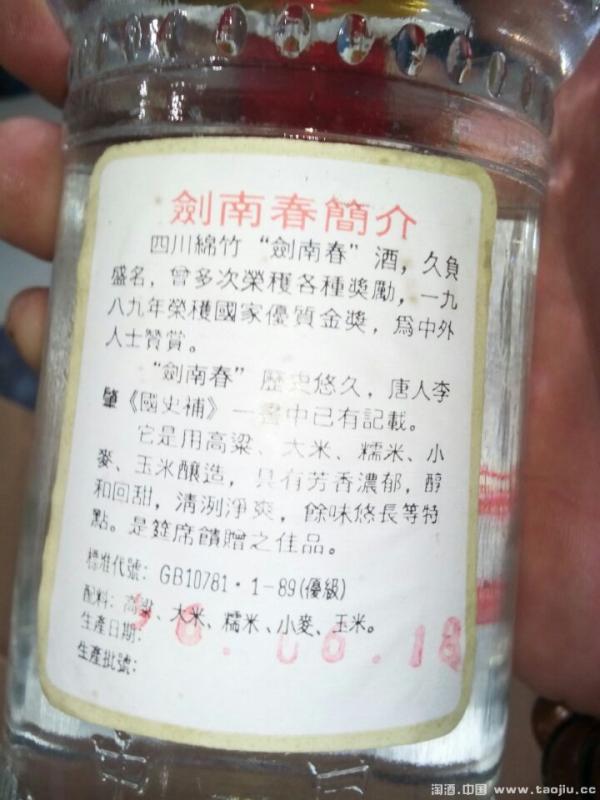 劍南春簡介
四川綿竹“劍南春”酒，久負
盛名，曾多次榮穫各種獎勵，一九
八九年榮穫國家優質金獎，爲中外
人士贊賞。
“劍南春”歷史悠久，唐人李
肇《國史補》一書中已有記載。
它是用高粱、大米、糯米、小
麥、玉米釀造，具有芳香濃郁，醇
和回甜，清洌淨爽，餘味悠長等特
點。是筵席饋贈之佳品。
標准代號：GB10781·1-89(優級)
配料：高粱、大米、糯米、小麥、玉米。
生產日期：
生產批號：
96.06.18
淘酒.中国 www.taojiu.cc